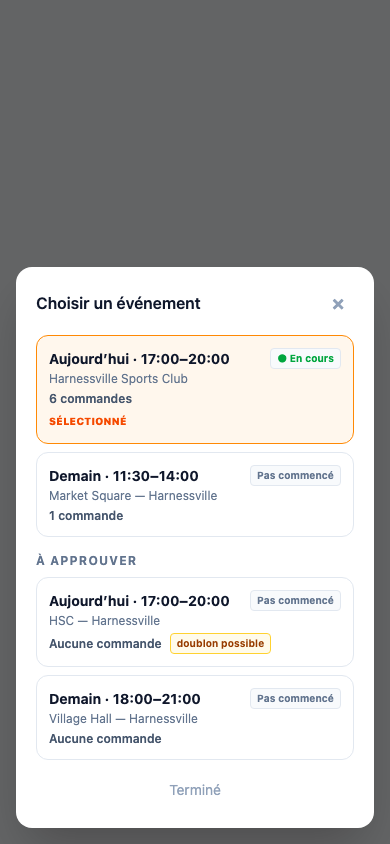 Choisir un événement
×
Aujourd’hui · 17:00–20:00
En cours
Harnessville Sports Club
6 commandes
SÉLECTIONNÉ
Demain · 11:30–14:00
Pas commencé
Market Square — Harnessville
1 commande
À APPROUVER
Aujourd’hui · 17:00–20:00
Pas commencé
HSC — Harnessville
Aucune commande doublon possible
Demain · 18:00–21:00
Pas commencé
Village Hall — Harnessville
Aucune commande
Terminé